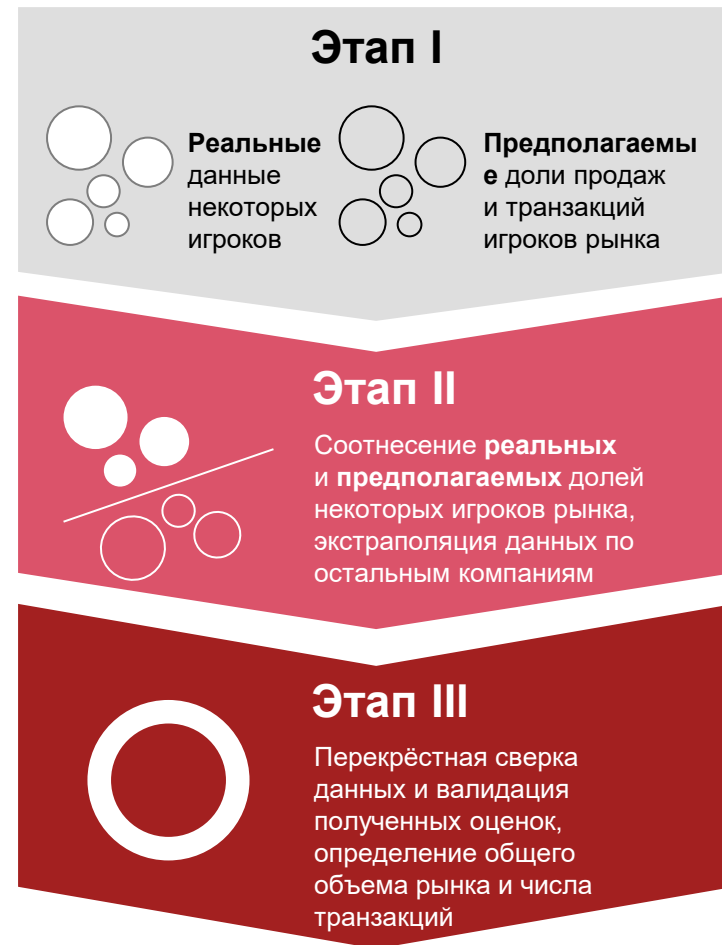 Этап I
Реальные
данные
некоторых
игроков
Предполагаемы
е доли продаж
и транзакций
игроков рынка
Этап II
Соотнесение реальных
и предполагаемых долей
некоторых игроков рынка,
экстраполяция данных по
остальным компаниям
Этап III
Перекрёстная сверка
данных и валидация
полученных оценок,
определение общего
объема рынка и числа
транзакций